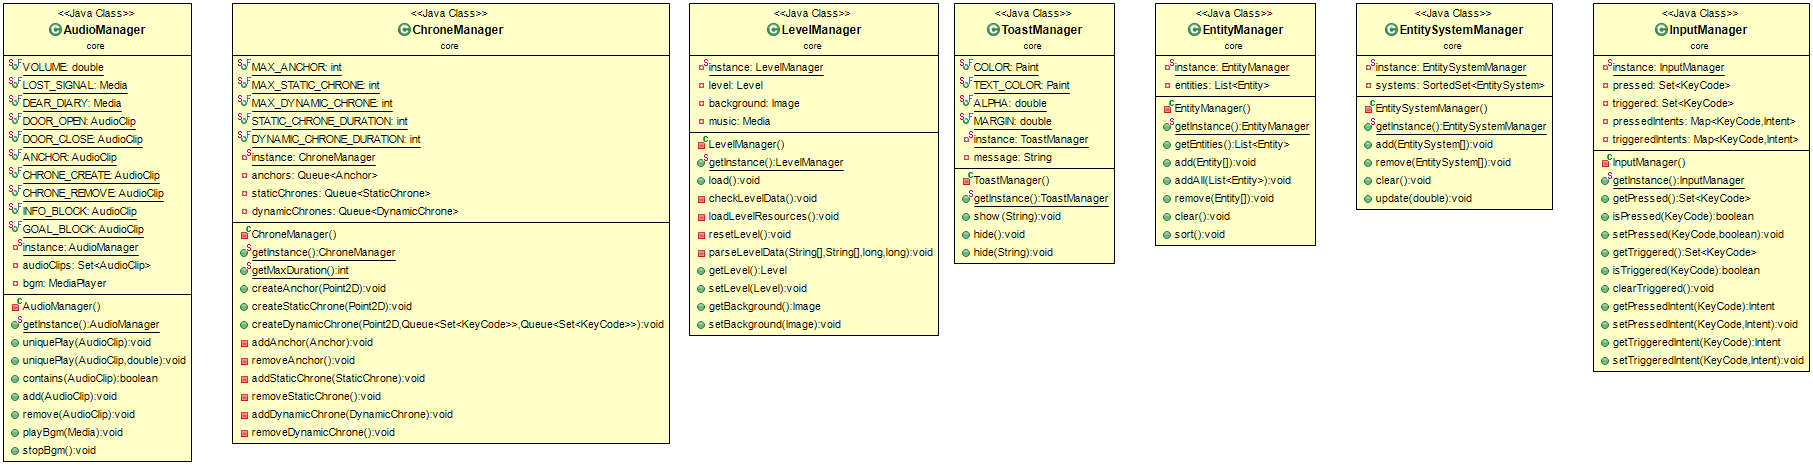 <<Java Class>>
AudioManager
core
VOLUME: double
LOST_SIGNAL: Media
DEAR_DIARY: Media
DOOR_OPEN: AudioClip
DOOR_CLOSE: AudioClip
ANCHOR: AudioClip
CHRONE_CREATE: AudioClip
CHRONE_REMOVE: AudioClip
INFO_BLOCK: AudioClip
GOAL_BLOCK: AudioClip
instance: AudioManager
audioClips: Set<AudioClip>
bgm: MediaPlayer
AudioManager()
getInstance():AudioManager
uniquePlay(AudioClip):void
uniquePlay(AudioClip,double):void
contains(AudioClip):boolean
add(AudioClip):void
remove(AudioClip):void
playBgm(Media):void
stopBgm():void
<<Java Class>>
ChroneManager
core
MAX_ANCHOR: int
MAX_STATIC_CHRONE: int
MAX_DYNAMIC_CHRONE: int
STATIC_CHRONE_DURATION: int
DYNAMIC_CHRONE_DURATION: int
instance: ChroneManager
anchors: Queue<Anchor>
staticChrones: Queue<StaticChrone>
dynamicChrones: Queue<DynamicChrone>
ChroneManager()
getInstance():ChroneManager
getMaxDuration():int
createAnchor(Point2D):void
createStaticChrone(Point2D):void
createDynamicChrone(Point2D,Queue<Set<KeyCode>>,Queue<Set<KeyCode>>):void
addAnchor(Anchor):void
removeAnchor():void
addStaticChrone(StaticChrone):void
removeStaticChrone():void
addDynamicChrone(DynamicChrone):void
removeDynamicChrone():void
<<Java Class>>
LevelManager
core
instance: LevelManager
level: Level
background: Image
music: Media
LevelManager()
getInstance():LevelManager
load():void
checkLevelData():void
loadLevelResources():void
resetLevel():void
parseLevelData(String[],String[],long,long):void
getLevel():Level
setLevel(Level):void
getBackground():Image
setBackground(Image):void
<<Java Class>>
ToastManager
core
COLOR: Paint
TEXT_COLOR: Paint
ALPHA: double
MARGIN: double
instance: ToastManager
message: String
ToastManager()
getInstance():ToastManager
show(String):void
hide():void
hide(String):void
<<Java Class>>
EntityManager
core
instance: EntityManager
entities: List<Entity>
EntityManager()
getInstance():EntityManager
getEntities():List<Entity>
add(Entity[]):void
addAll(List<Entity>):void
remove(Entity[]):void
clear():void
sort():void
<<Java Class>>
EntitySystemManager
core
instance: EntitySystemManager
systems: SortedSet<EntitySystem>
EntitySystemManager()
getInstance():EntitySystemManager
add(EntitySystem[]):void
remove(EntitySystem[]):void
clear():void
update(double):void
<<Java Class>>
InputManager
core
instance: InputManager
pressed: Set<KeyCode>
triggered: Set<KeyCode>
pressedIntents: Map<KeyCode,Intent>
triggeredIntents: Map<KeyCode,Intent>
InputManager()
getInstance():InputManager
getPressed():Set<KeyCode>
isPressed(KeyCode):boolean
setPressed(KeyCode,boolean):void
getTriggered():Set<KeyCode>
isTriggered(KeyCode):boolean
clearTriggered():void
getPressedIntent(KeyCode):Intent
setPressedIntent(KeyCode,Intent):void
getTriggeredIntent(KeyCode):Intent
setTriggeredIntent(KeyCode,Intent):void